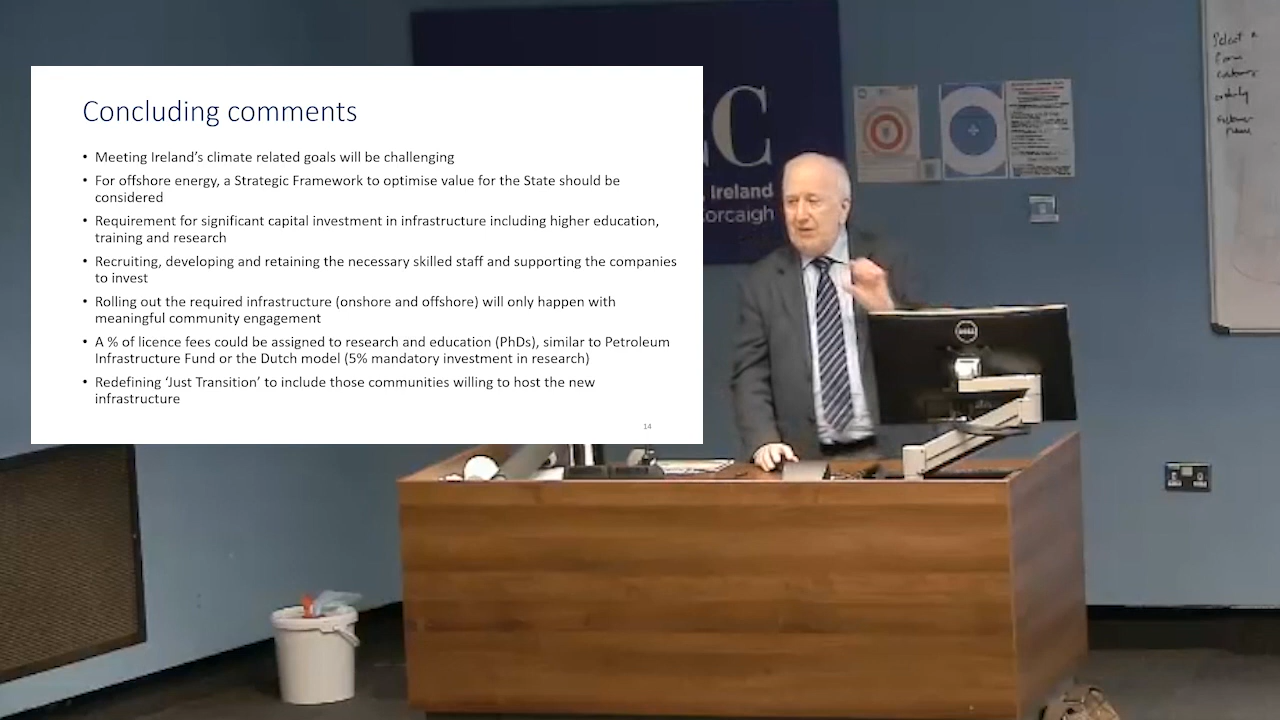 Concluding comments
• Meeting Ireland's climate related goals will be challenging
• For offshore energy, a Strategic Framework to optimise value for the State should be
considered
• Requirement for significant capital investment in infrastructure including higher education,
training and research
• Recruiting, developing and retaining the necessary skilled staff and supporting the companies
to invest
• Rolling out the required infrastructure (onshore and offshore) will only happen with
meaningful community engagement
• A % of licence fees could be assigned to research and education (PhDs), similar to Petroleum
Infrastructure Fund or the Dutch model (5% mandatory investment in research)
• Redefining 'Just Transition' to include those communities willing to host the new
infrastructure
14
C
Ireland
Corcaigh
DELL
Select a